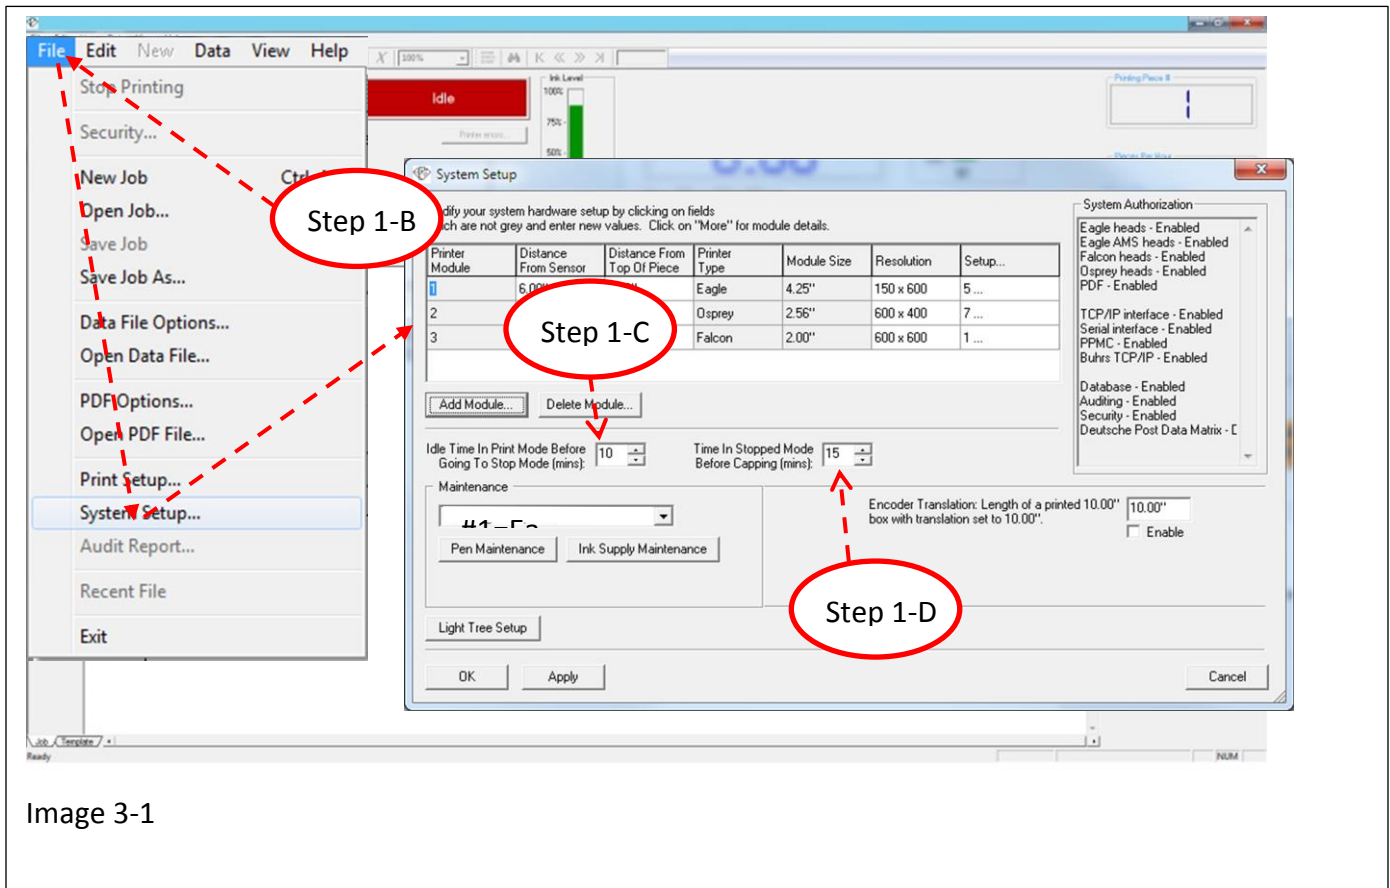 File Edit New Data View Help
100%
Stop Printing
Security...
New Job
Open Job...
Save Job
Save Job As...
Data File Options...
Open Data File...
PDF Options...
Open PDF File...
Print Setup...
System Setup...
Audit Report...
Recent File
Exit
Idle
Ink Level
100%
75%
50%
Printing Piece #
1
Step 1-B
System Setup
system hardware setup by clicking on fields
are not grey and enter new values. Click on "More" for module details.
Printer Module Distance From Sensor Distance From Top Of Piece Printer Type Module Size Resolution Setup...
1 Eagle 4.25" 150 x 600 5 ...
2 Osprey 2.56" 600 x 400 7 ...
3 Falcon 2.00" 600 x 600 1 ...
Step 1-C
Add Module... Delete Module...
Idle Time In Print Mode Before Going To Stop Mode (mins): 10
Time In Stopped Mode Before Capping (mins): 15
Maintenance
Pen Maintenance Ink Supply Maintenance
Encoder Translation: Length of a printed 10.00" box with translation set to 10.00". 10.00"
Enable
Step 1-D
Light Tree Setup
OK Apply Cancel
System Authorization
Eagle heads - Enabled
Eagle AMS heads - Enabled
Falcon heads - Enabled
Osprey heads - Enabled
PDF - Enabled
TCP/IP interface - Enabled
Serial interface - Enabled
PPMC - Enabled
Buhrs TCP/IP - Enabled
Database - Enabled
Auditing - Enabled
Security - Enabled
Deutsche Post Data Matrix - E
Job Template
Ready
NUM
Image 3-1